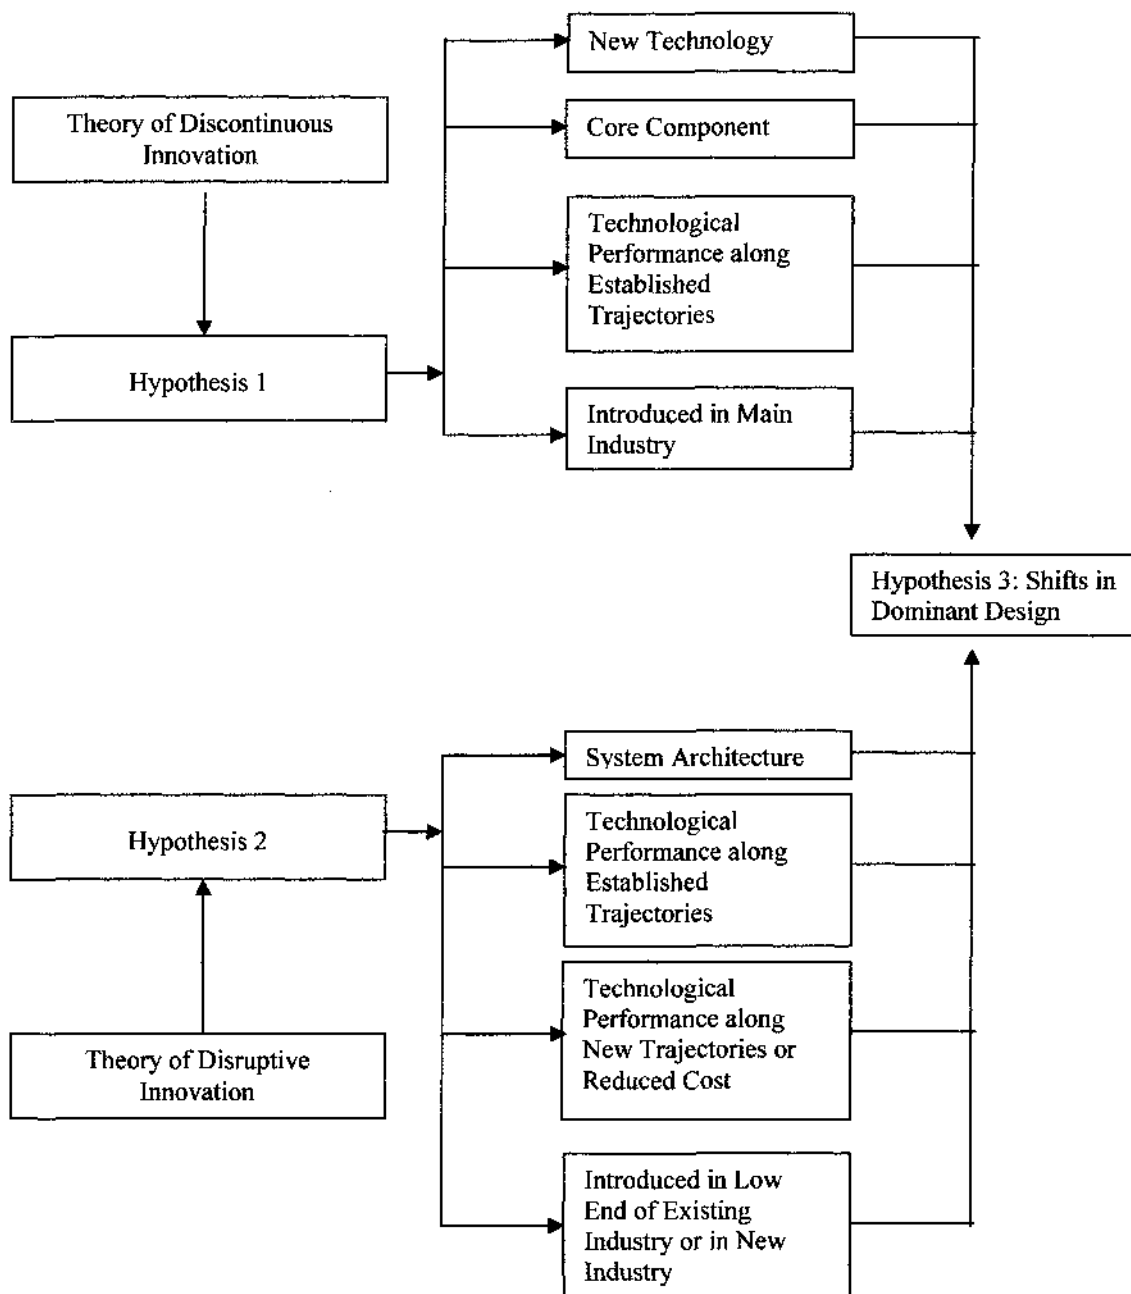 New Technology
Theory of Discontinuous
Innovation
Core Component
Technological
Performance along
Established
Trajectories
Hypothesis 1
Introduced in Main
Industry
Hypothesis 3: Shifts in
Dominant Design
System Architecture
Hypothesis 2
Technological
Performance along
Established
Trajectories
Technological
Performance along
New Trajectories or
Reduced Cost
Theory of Disruptive
Innovation
Introduced in Low
End of Existing
Industry or in New
Industry